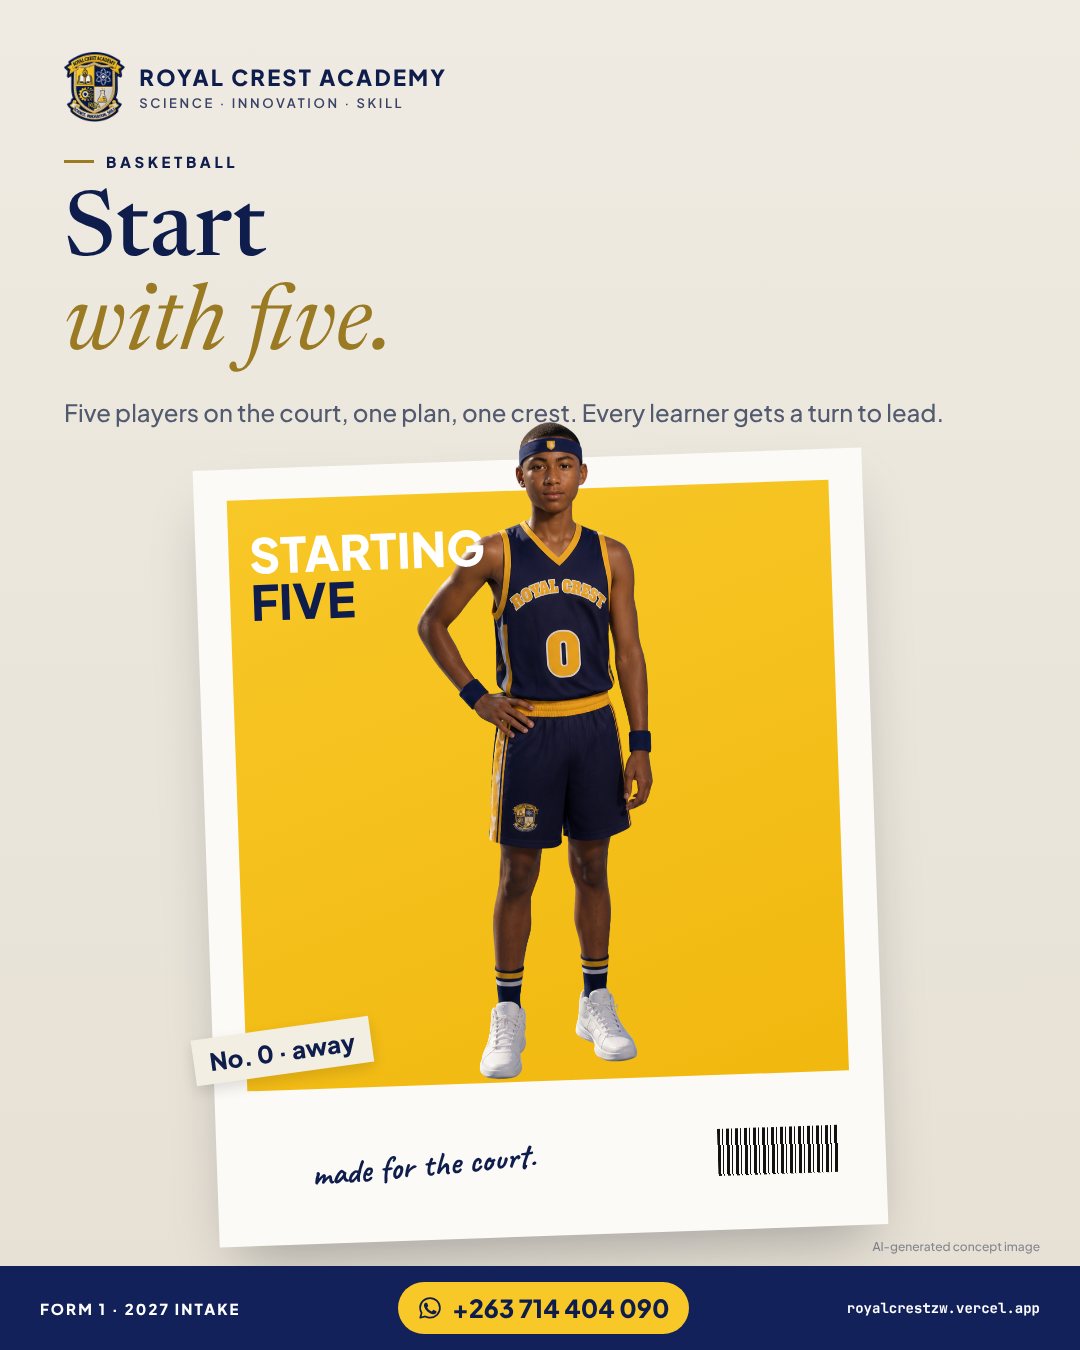 ROYAL CREST ACADEMY
SCIENCE · INNOVATION · SKILL
BASKETBALL
Start
with five.
Five players on the court, one plan, one crest. Every learner gets a turn to lead.
STARTING
FIVE
ROYAL CREST
0
No. 0 · away
made for the court.
AI-generated concept image
FORM 1 · 2027 INTAKE
+263 714 404 090
royalcrestzw.vercel.app